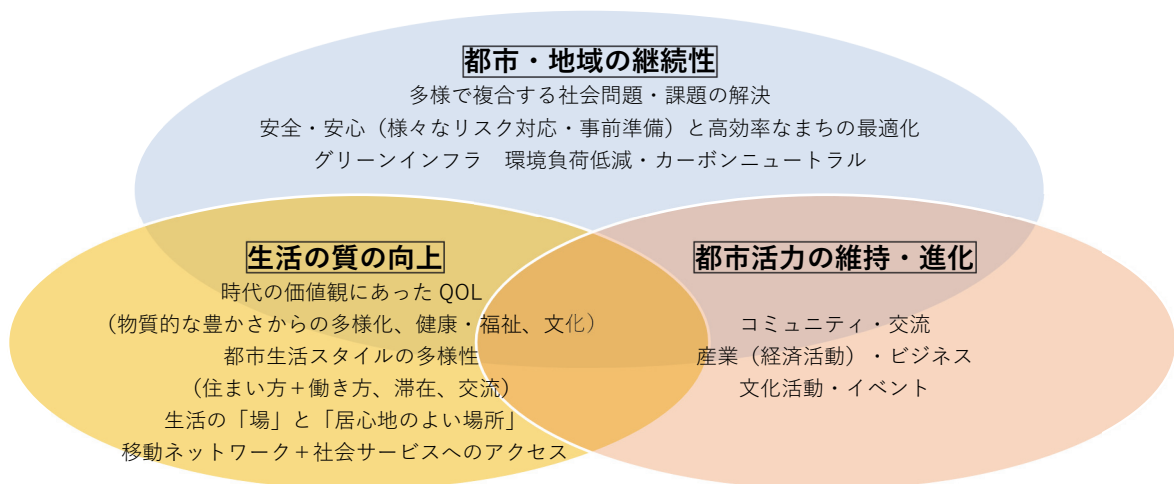 都市・地域の継続性
多様で複合する社会問題・課題の解決
安全・安心（様々なリスク対応・事前準備）と高効率なまちの最適化
グリーンインフラ　環境負荷低減・カーボンニュートラル
生活の質の向上
時代の価値観にあった QOL
（物質的な豊かさからの多様化、健康・福祉、文化）
都市生活スタイルの多様性
（住まい方＋働き方、滞在、交流）
生活の「場」と「居心地のよい場所」
移動ネットワーク＋社会サービスへのアクセス
都市活力の維持・進化
コミュニティ・交流
産業（経済活動）・ビジネス
文化活動・イベント